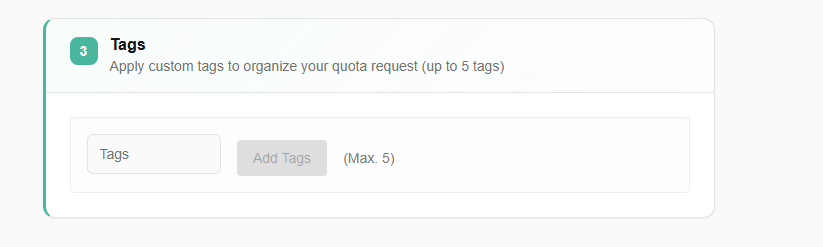 3
Tags
Apply custom tags to organize your quota request (up to 5 tags)
Tags
Add Tags
(Max. 5)